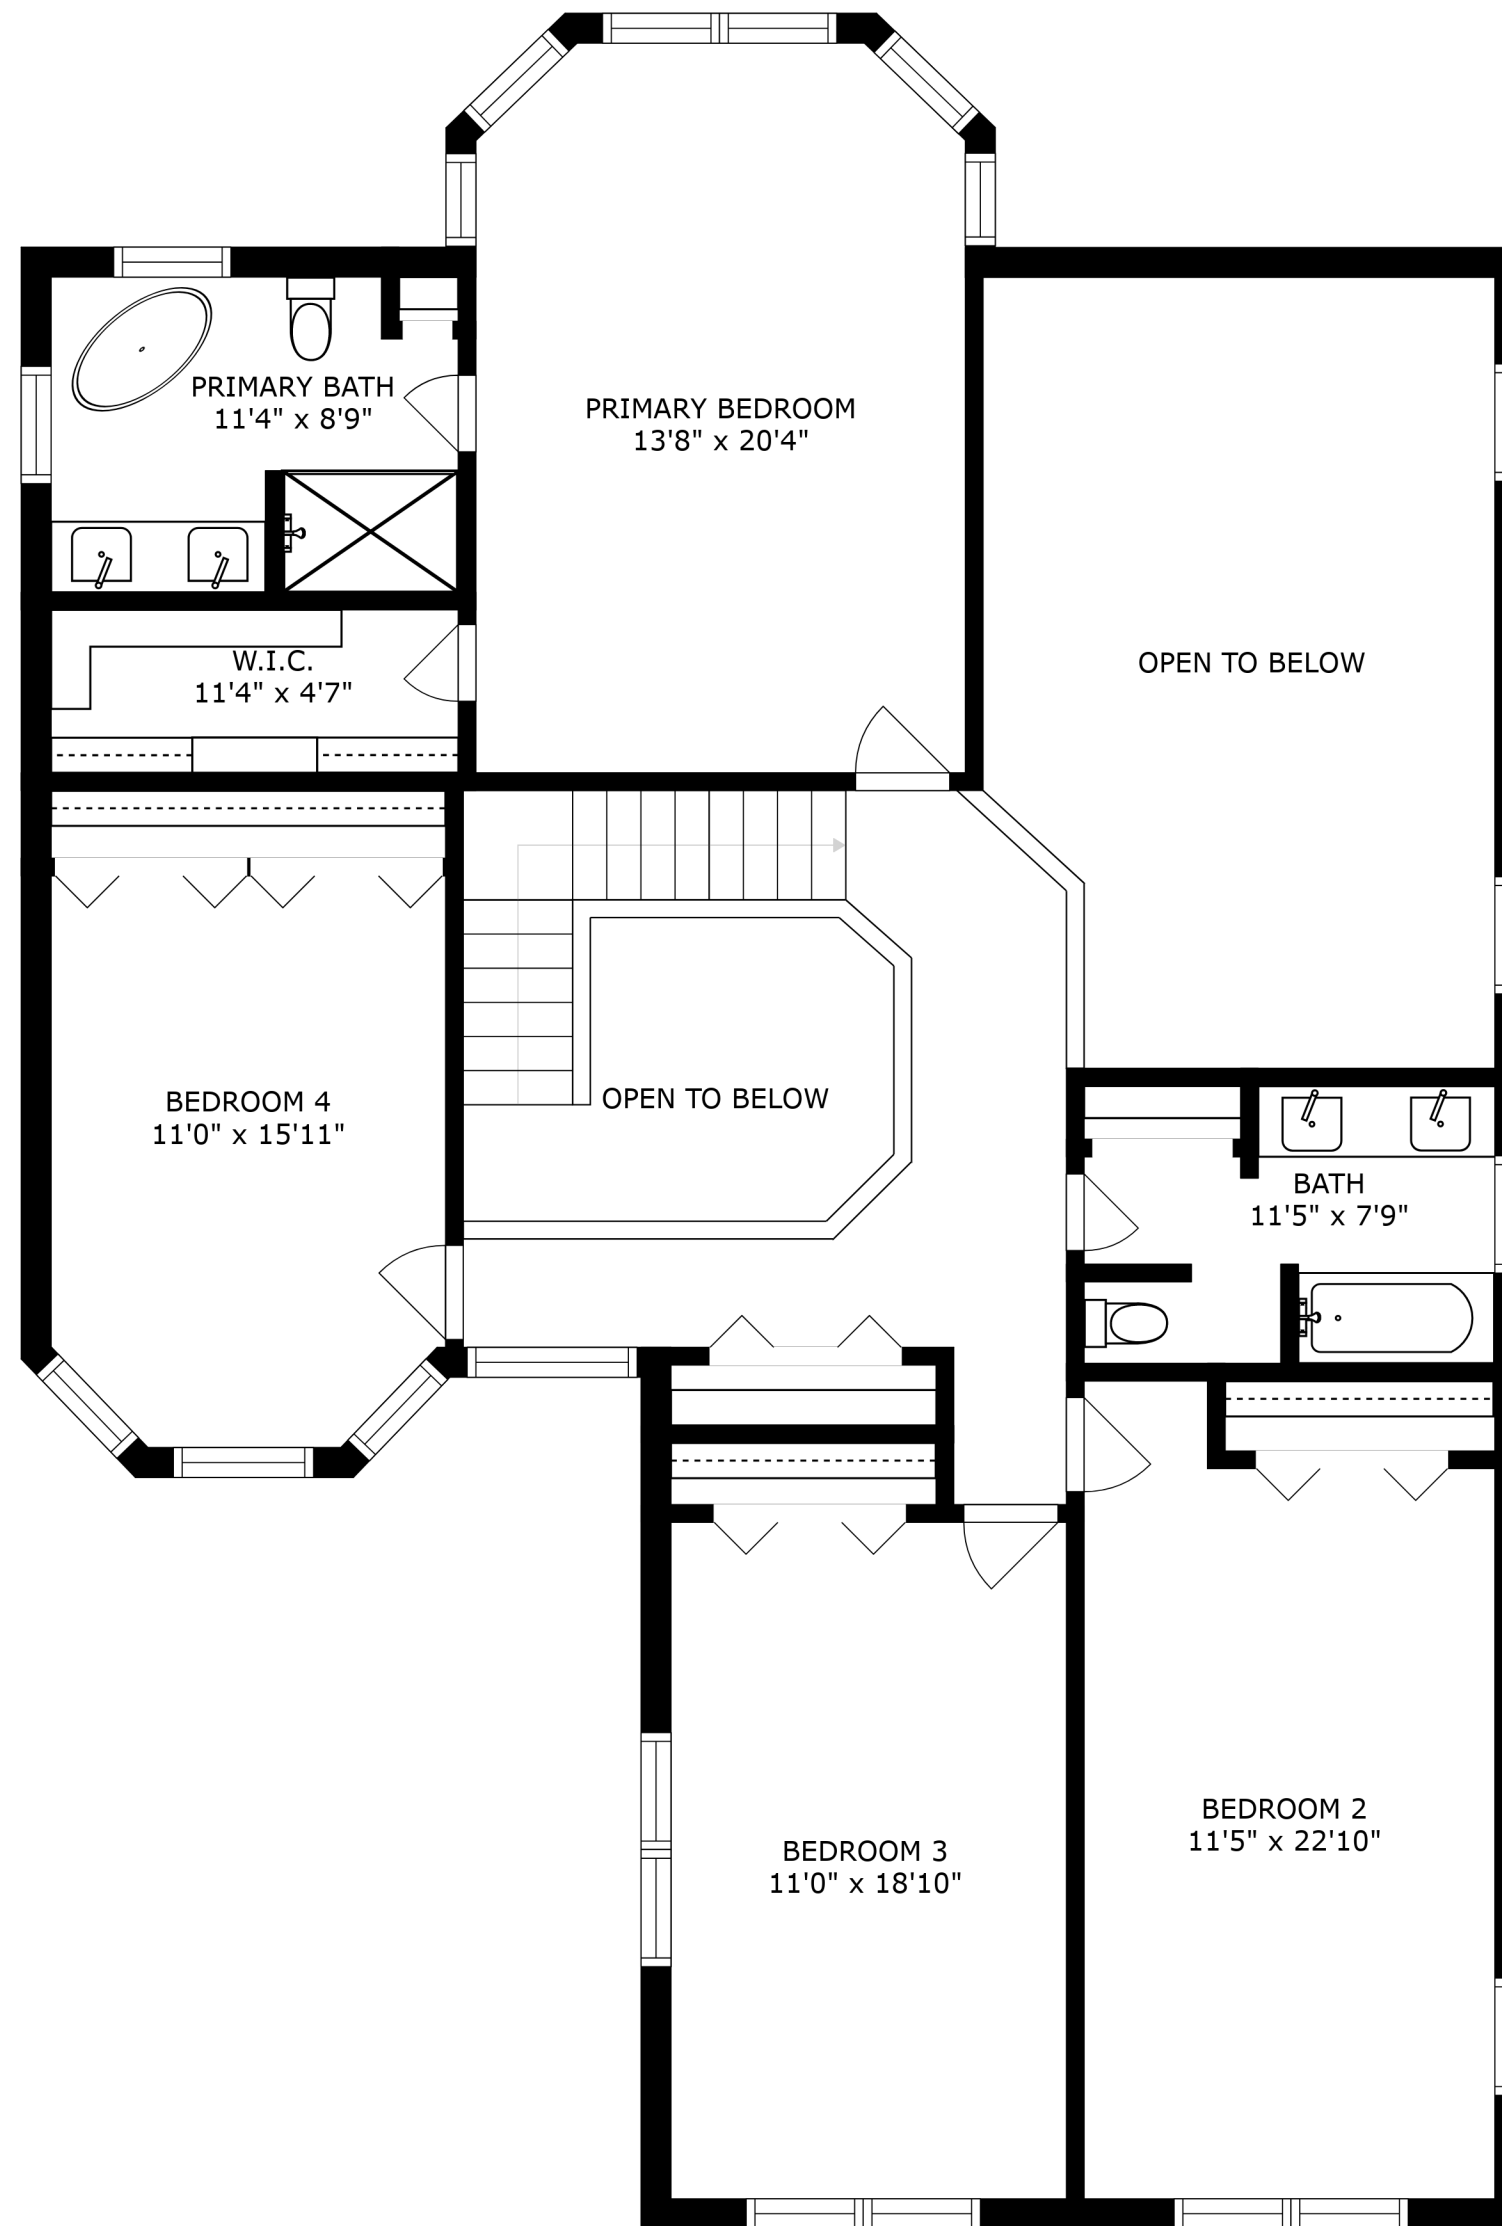 PRIMARY BATH
11'4" x 8'9"
PRIMARY BEDROOM
13'8" x 20'4"
W.I.C.
11'4" x 4'7"
OPEN TO BELOW
BEDROOM 4
11'0" x 15'11"
OPEN TO BELOW
BATH
11'5" x 7'9"
BEDROOM 3
11'0" x 18'10"
BEDROOM 2
11'5" x 22'10"